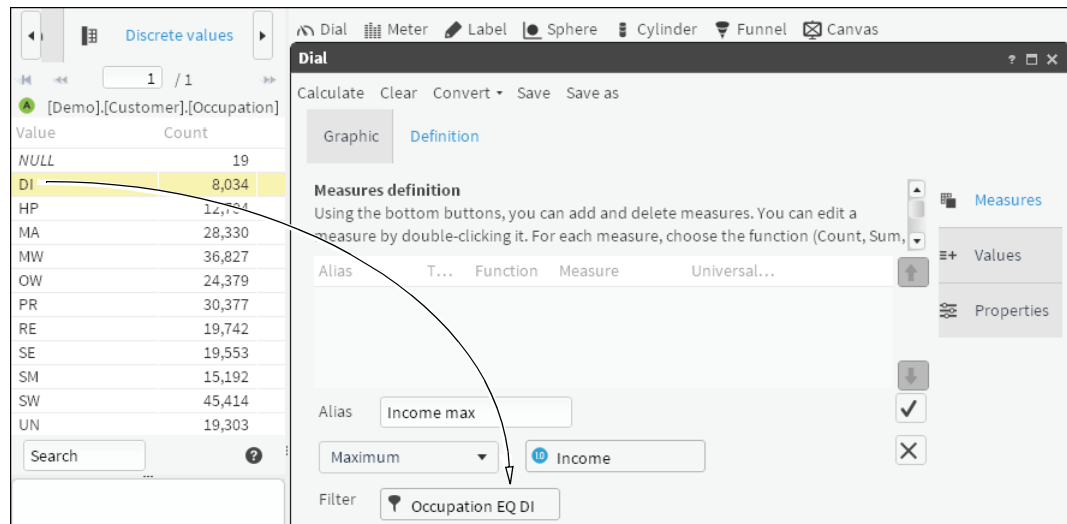 Discrete values
1 / 1
[Demo].[Customer].[Occupation]
Value Count
NULL 19
DI 8,034
HP 12,794
MA 28,330
MW 36,827
OW 24,379
PR 30,377
RE 19,742
SE 19,553
SM 15,192
SW 45,414
UN 19,303
Search
Dial Meter Label Sphere Cylinder Funnel Canvas
Dial
Calculate Clear Convert Save Save as
Graphic Definition
Measures definition
Using the bottom buttons, you can add and delete measures. You can edit a
measure by double-clicking it. For each measure, choose the function (Count, Sum,
Alias T... Function Measure Universal...
Alias Income max
Maximum 1.0 Income
Filter Occupation EQ DI
Measures
Values
Properties